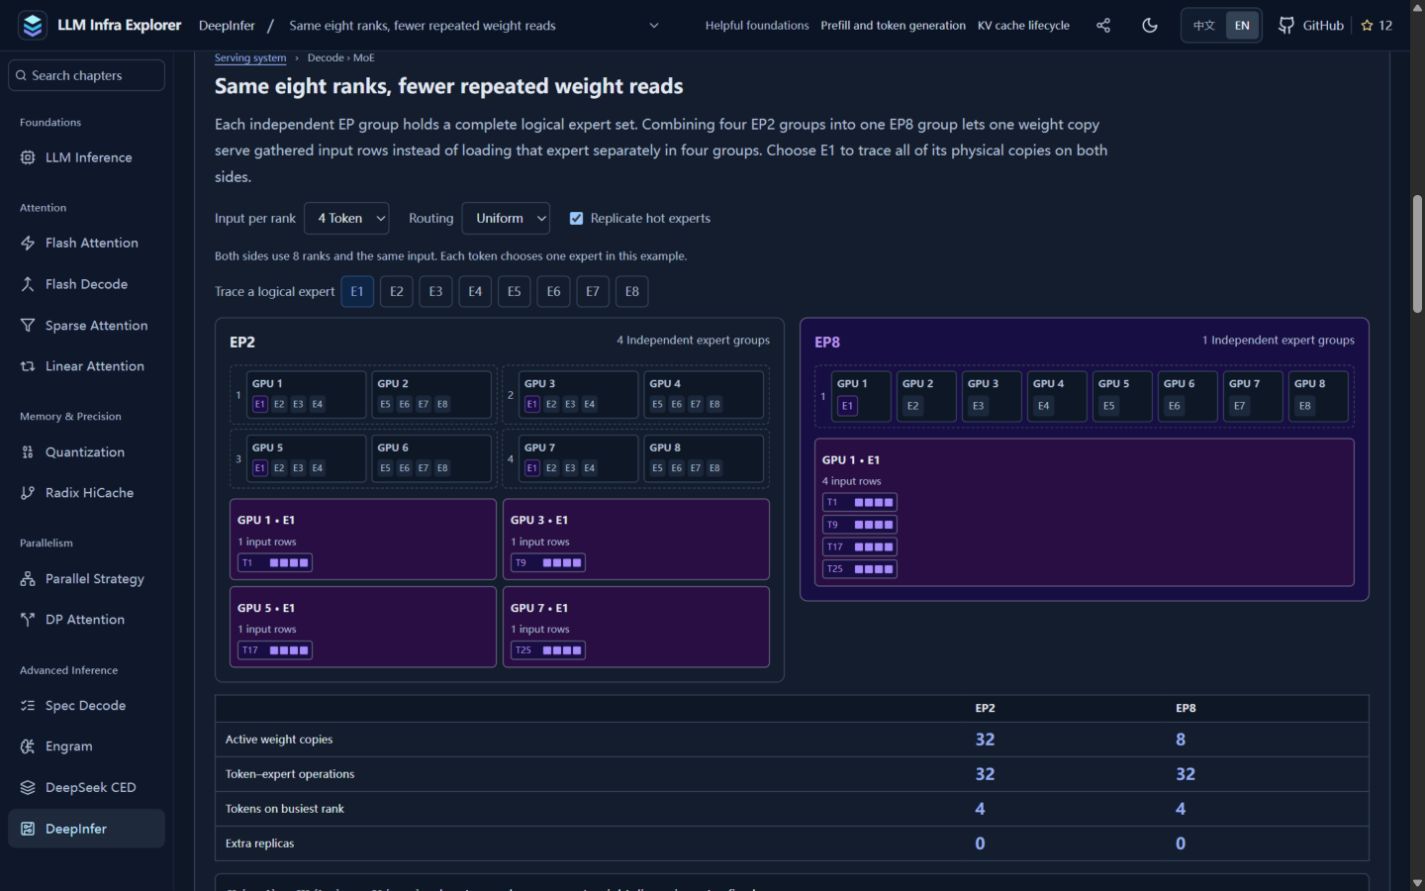 LLM Infra Explorer
DeepInfer / Same eight ranks, fewer repeated weight reads
Helpful foundations Prefill and token generation KV cache lifecycle
中文 EN GitHub 12
Search chapters
Foundations
LLM Inference
Attention
Flash Attention
Flash Decode
Sparse Attention
Linear Attention
Memory & Precision
Quantization
Radix HiCache
Parallelism
Parallel Strategy
DP Attention
Advanced Inference
Spec Decode
Engram
DeepSeek CED
DeepInfer
Serving system › Decode › MoE
Same eight ranks, fewer repeated weight reads
Each independent EP group holds a complete logical expert set. Combining four EP2 groups into one EP8 group lets one weight copy
serve gathered input rows instead of loading that expert separately in four groups. Choose E1 to trace all of its physical copies on both
sides.
Input per rank 4 Token Routing Uniform Replicate hot experts
Both sides use 8 ranks and the same input. Each token chooses one expert in this example.
Trace a logical expert E1 E2 E3 E4 E5 E6 E7 E8
EP2 4 Independent expert groups
1
GPU 1 GPU 2
E1 E2 E3 E4 E5 E6 E7 E8
2
GPU 3 GPU 4
E1 E2 E3 E4 E5 E6 E7 E8
3
GPU 5 GPU 6
E1 E2 E3 E4 E5 E6 E7 E8
4
GPU 7 GPU 8
E1 E2 E3 E4 E5 E6 E7 E8
GPU 1 • E1
1 input rows
T1
GPU 3 • E1
1 input rows
T9
GPU 5 • E1
1 input rows
T17
GPU 7 • E1
1 input rows
T25
EP8 1 Independent expert groups
1
GPU 1 GPU 2 GPU 3 GPU 4 GPU 5 GPU 6 GPU 7 GPU 8
E1 E2 E3 E4 E5 E6 E7 E8
GPU 1 • E1
4 input rows
T1
T9
T17
T25
EP2 EP8
Active weight copies 32 8
Token–expert operations 32 32
Tokens on busiest rank 4 4
Extra replicas 0 0